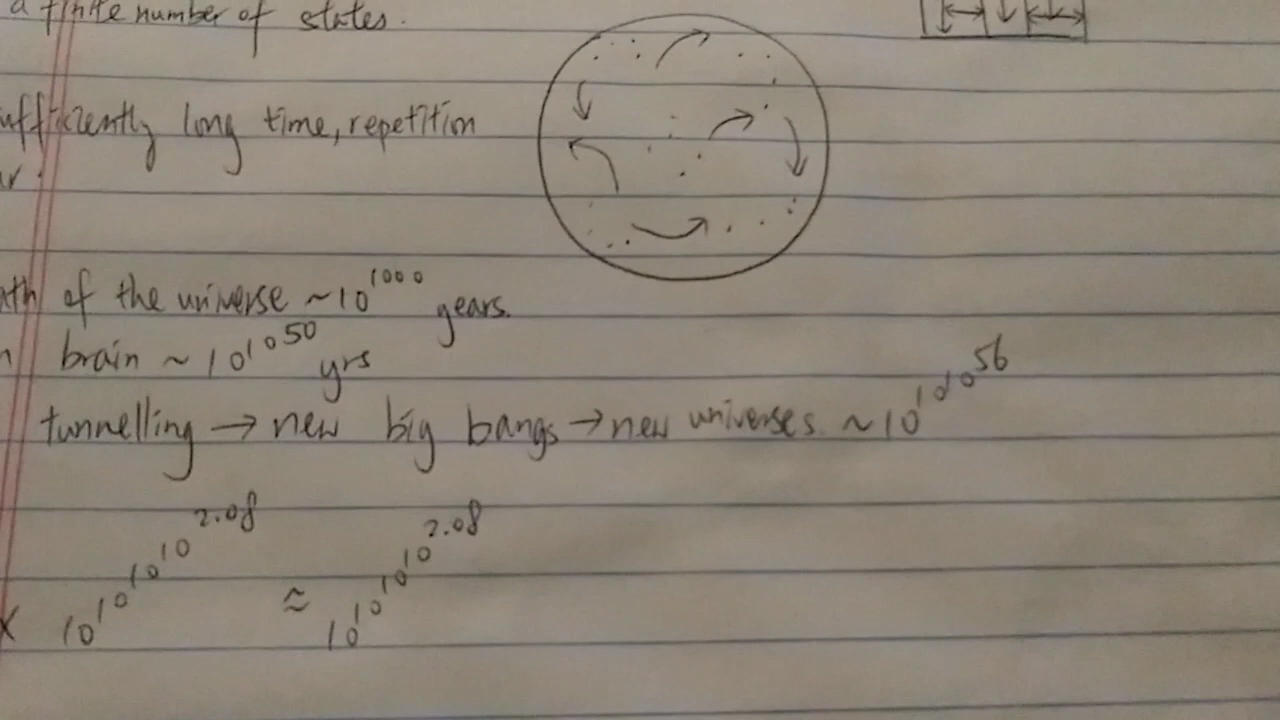 a finite number of states.
ufficiently long time, repetition
ath of the universe ~10^1000 years.
n brain ~ 10^10^50 yrs
tunnelling → new big bangs → new universes. ~10^10^10^56
x 10^10^10^10^2.08 ≈ 10^10^10^10^2.08